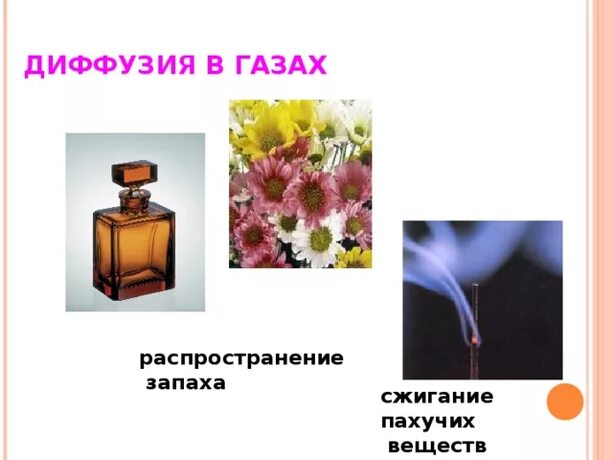 ДИФФУЗИЯ В ГАЗАХ
распространение
запаха
сжигание
пахучих
веществ